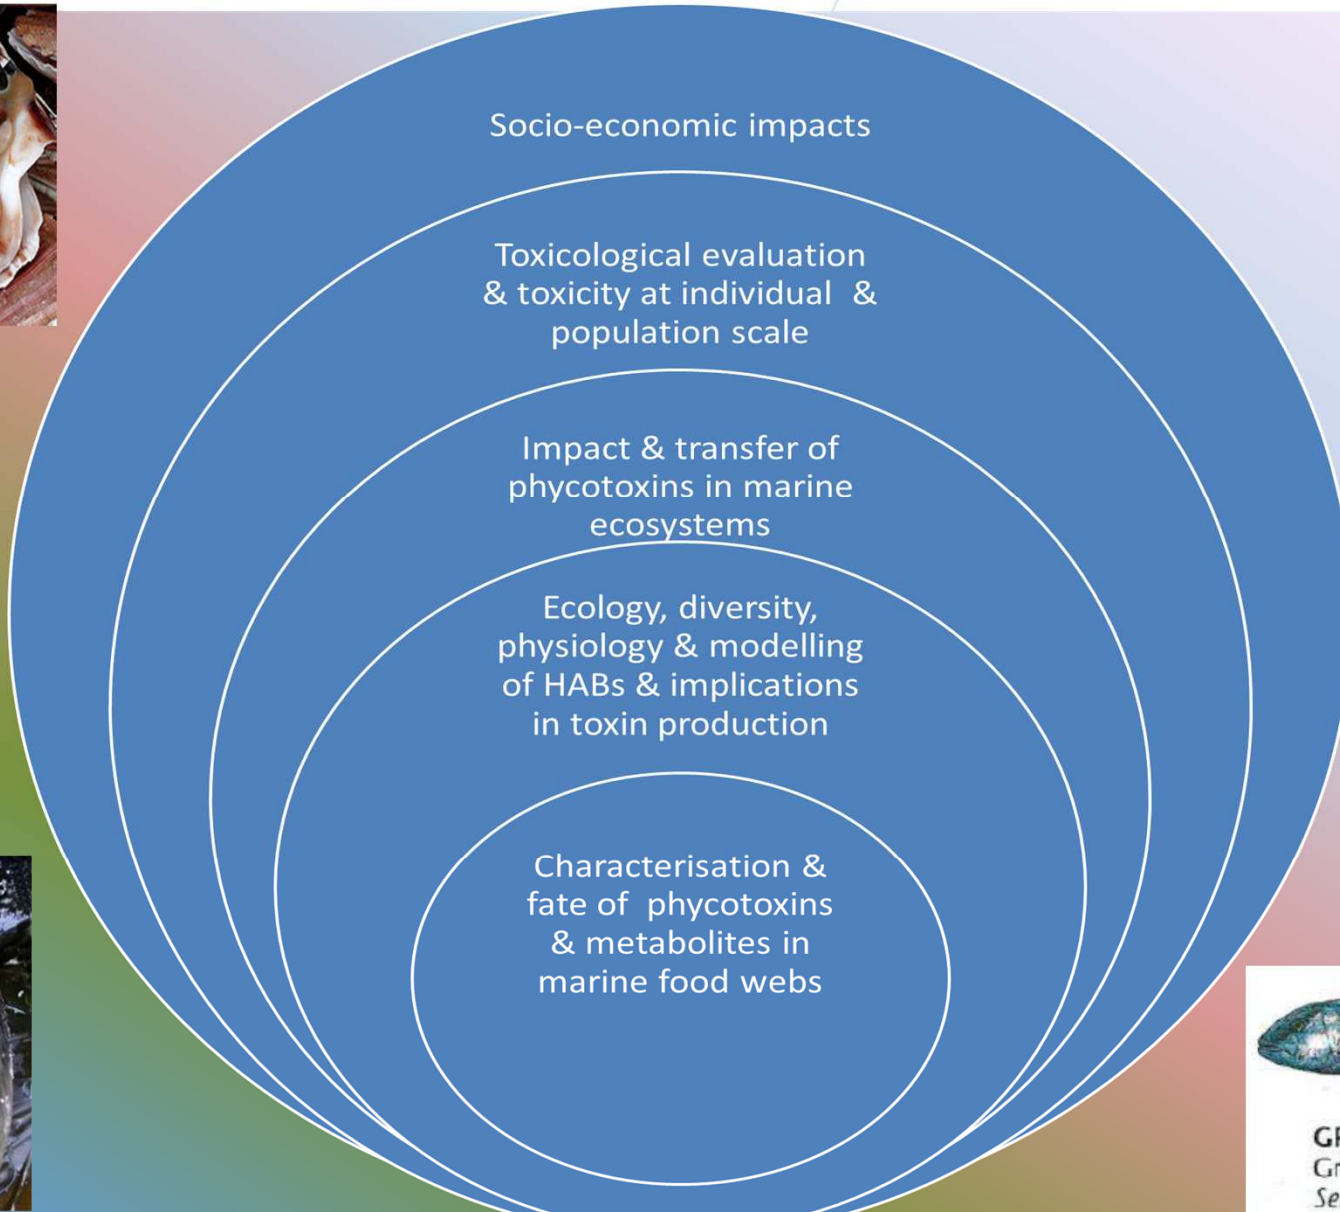 Socio-economic impacts
Toxicological evaluation
& toxicity at individual &
population scale
Impact & transfer of
phycotoxins in marine
ecosystems
Ecology, diversity,
physiology & modelling
of HABs & implications
in toxin production
Characterisation &
fate of phycotoxins
& metabolites in
marine food webs